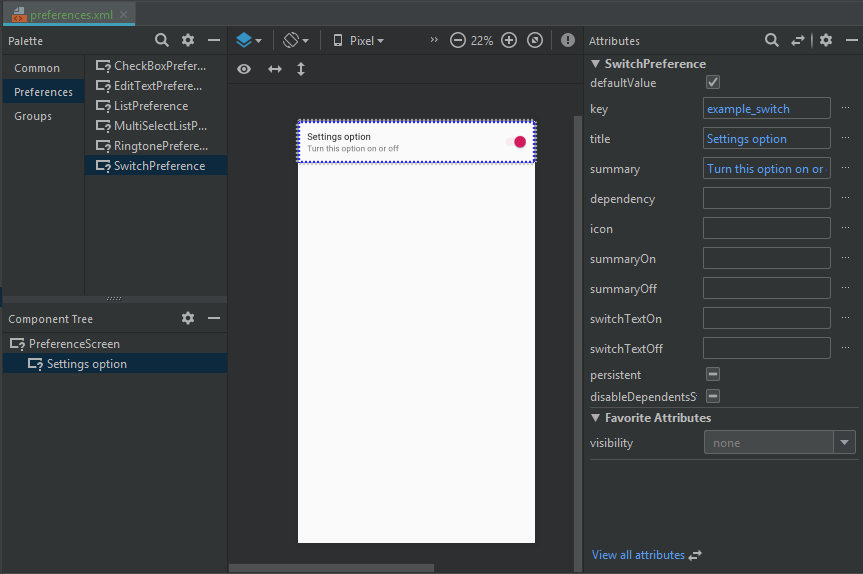 preferences.xml
Palette
Common
Preferences
Groups
CheckBoxPrefer...
EditTextPrefere...
ListPreference
MultiSelectListP...
RingtonePrefere...
SwitchPreference
Component Tree
PreferenceScreen
Settings option
Pixel
22%
Settings option
Turn this option on or off
Attributes
SwitchPreference
defaultValue
key example_switch
title Settings option
summary Turn this option on or
dependency
icon
summaryOn
summaryOff
switchTextOn
switchTextOff
persistent
disableDependentsS
Favorite Attributes
visibility none
View all attributes